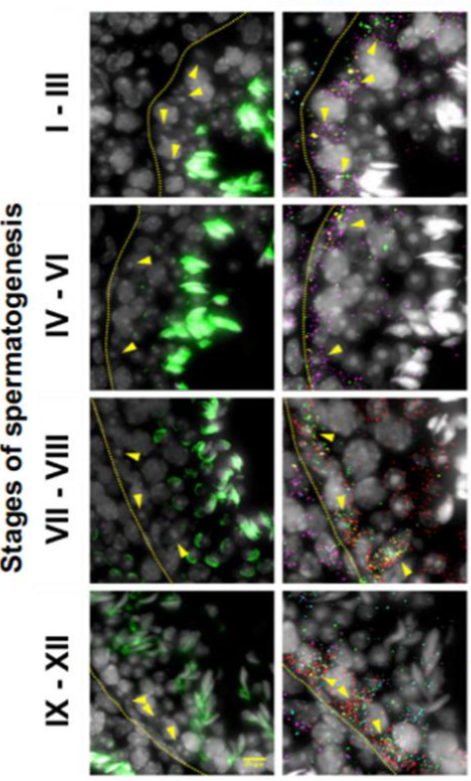 Stages of spermatogenesis
I - III
IV - VI
VII - VIII
IX - XII